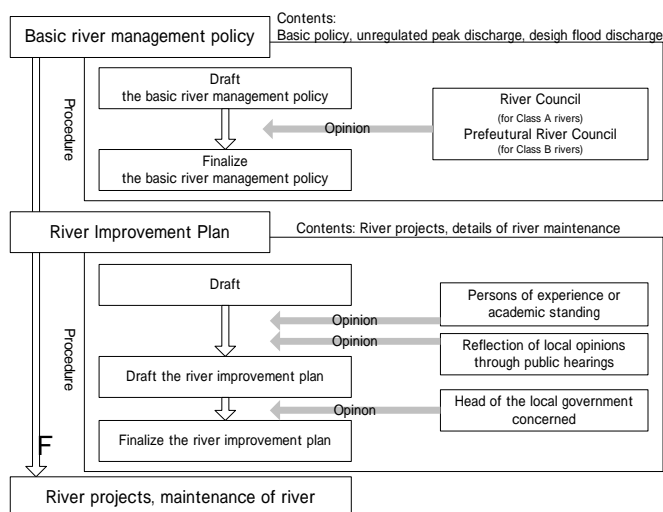 Contents:
Basic river management policy
Basic policy, unregulated peak discharge, desigh flood discharge
Procedure
Draft
the basic river management policy
Opinion
River Council
(for Class A rivers)
Prefeutural River Council
(for Class B rivers)
Finalize
the basic river management policy
River Improvement Plan
Contents: River projects, details of river maintenance
Procedure
Draft
Opinion
Persons of experience or
academic standing
Opinion
Reflection of local opinions
through public hearings
Draft the river improvement plan
Opinon
Head of the local government
concerned
Finalize the river improvement plan
F
River projects, maintenance of river